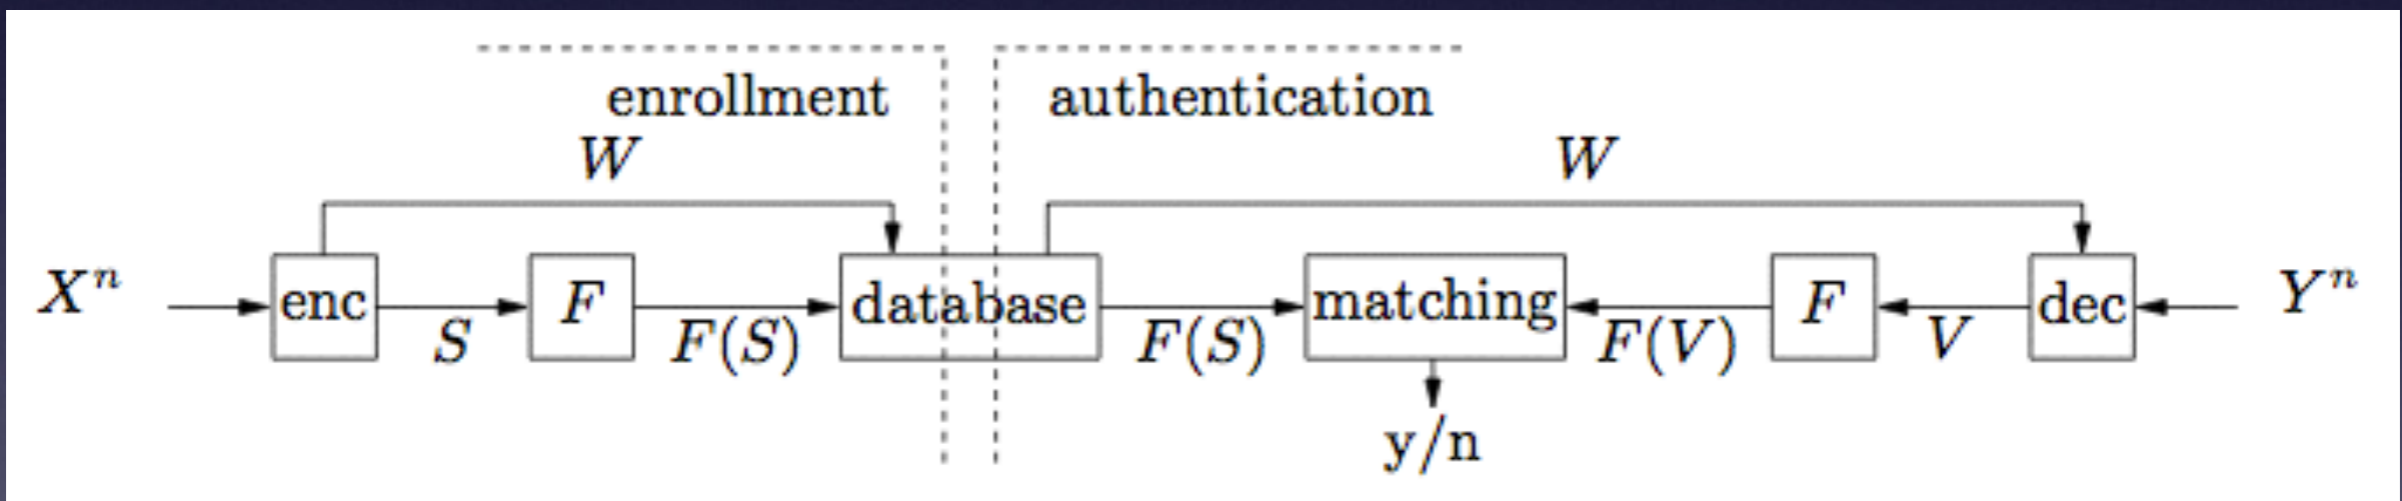 enrollment authentication
W W
X^n enc S F F(S) database F(S) matching F(V) F V dec Y^n
y/n